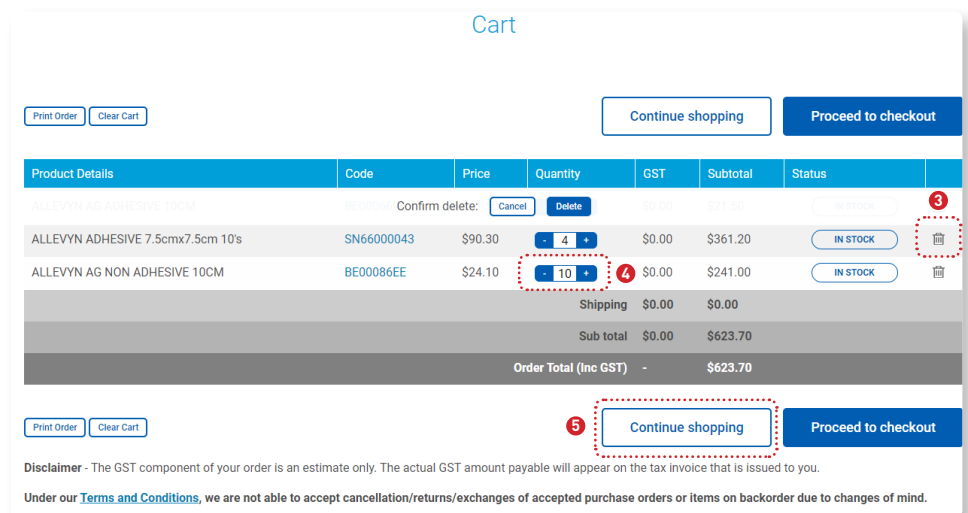 Cart
Print Order Clear Cart Continue shopping Proceed to checkout
Product Details Code Price Quantity GST Subtotal Status
ALLEVYN AG ADHESIVE 10CM Confirm delete: Cancel Delete $0.00 IN STOCK
3
ALLEVYN ADHESIVE 7.5cmx7.5cm 10's SN66000043 $90.30 - 4 + $0.00 $361.20 IN STOCK
ALLEVYN AG NON ADHESIVE 10CM BE00086EE $24.10 - 10 + 4 $0.00 $241.00 IN STOCK
Shipping $0.00 $0.00
Sub total $0.00 $623.70
Order Total (Inc GST) - $623.70
Print Order Clear Cart 5 Continue shopping Proceed to checkout
Disclaimer - The GST component of your order is an estimate only. The actual GST amount payable will appear on the tax invoice that is issued to you.
Under our Terms and Conditions, we are not able to accept cancellation/returns/exchanges of accepted purchase orders or items on backorder due to changes of mind.